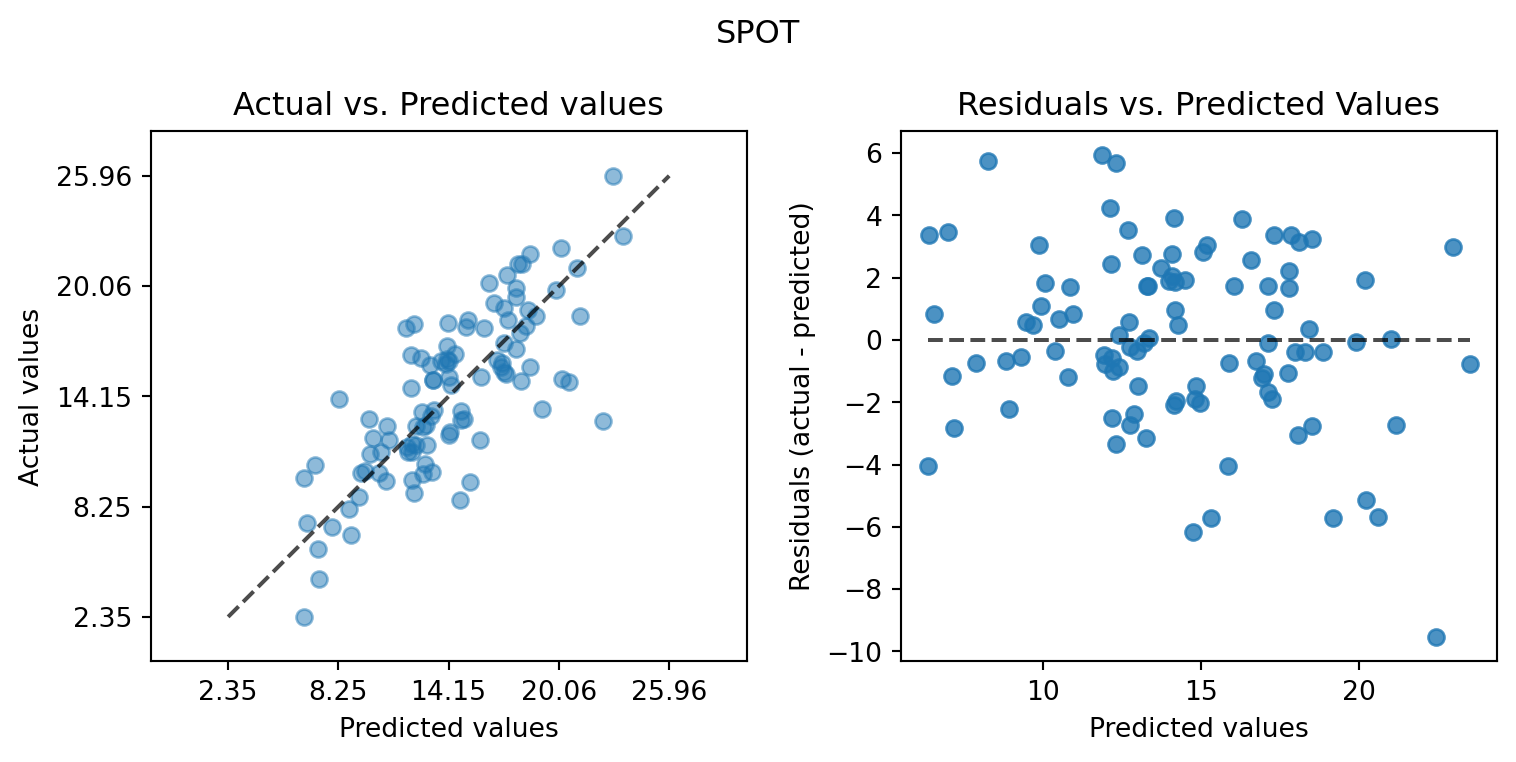 SPOT
Actual vs. Predicted values
25.96
20.06
14.15
8.25
2.35
Actual values
2.35 8.25 14.15 20.06 25.96
Predicted values
Residuals vs. Predicted Values
6
4
2
0
−2
−4
−6
−8
−10
Residuals (actual - predicted)
10 15 20
Predicted values